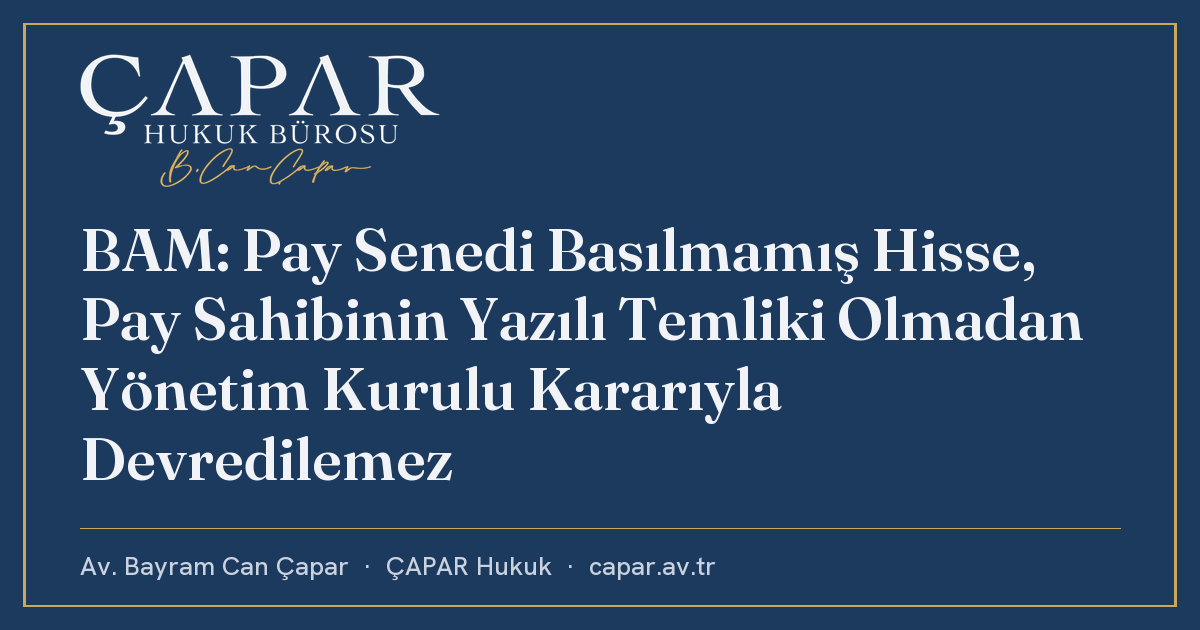 ÇAPAR
HUKUK BÜROSU
B.Can Çapar
BAM: Pay Senedi Basılmamış Hisse,
Pay Sahibinin Yazılı Temliki Olmadan
Yönetim Kurulu Kararıyla
Devredilemez
Av. Bayram Can Çapar · ÇAPAR Hukuk · capar.av.tr